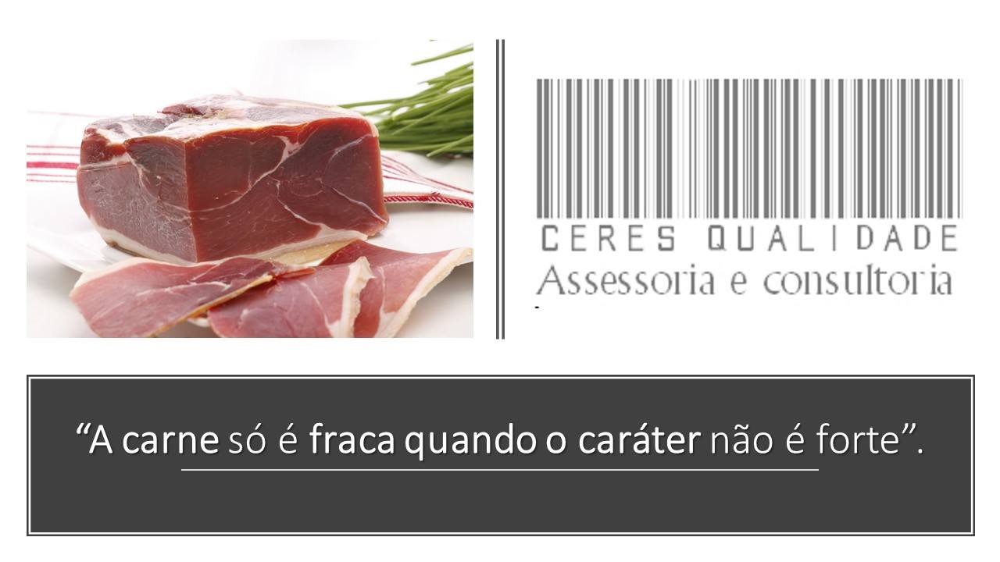 CERES QUALIDADE
Assessoria e consultoria
“A carne só é fraca quando o caráter não é forte”.